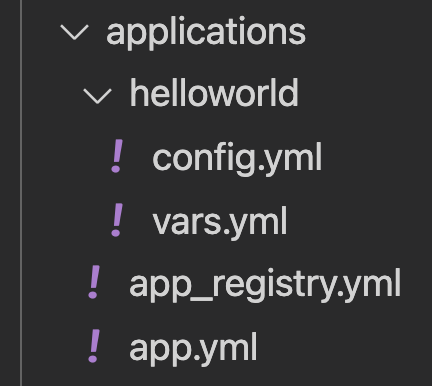 applications
helloworld
! config.yml
! vars.yml
! app_registry.yml
! app.yml